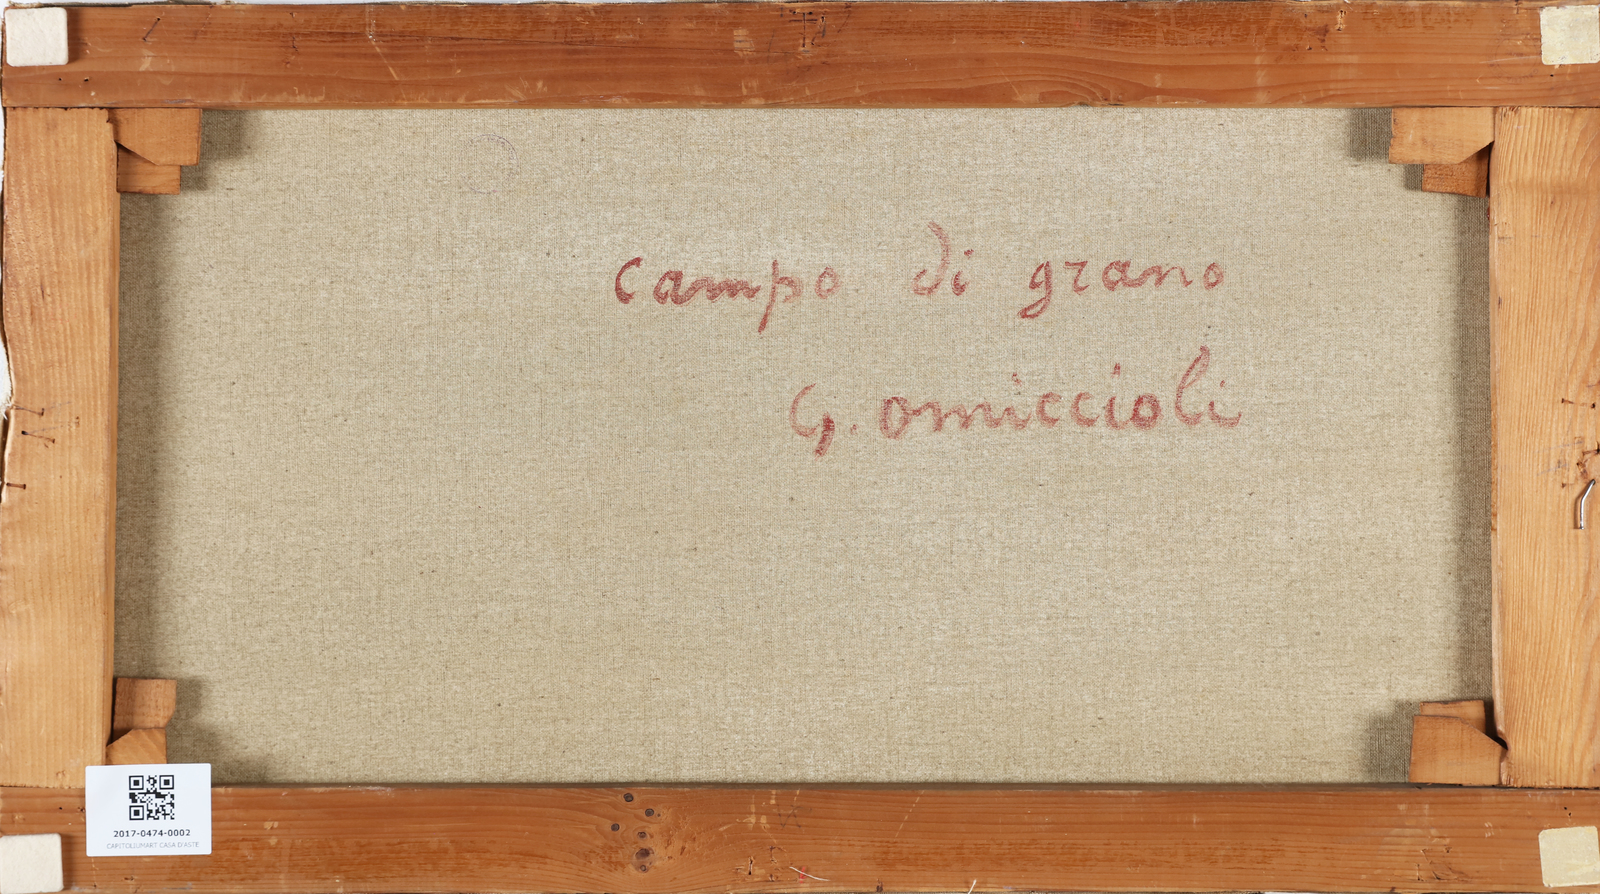 campo di grano
G. omiccioli
2017-0474-0002
CAPITOLIUMART CASA D'ASTE